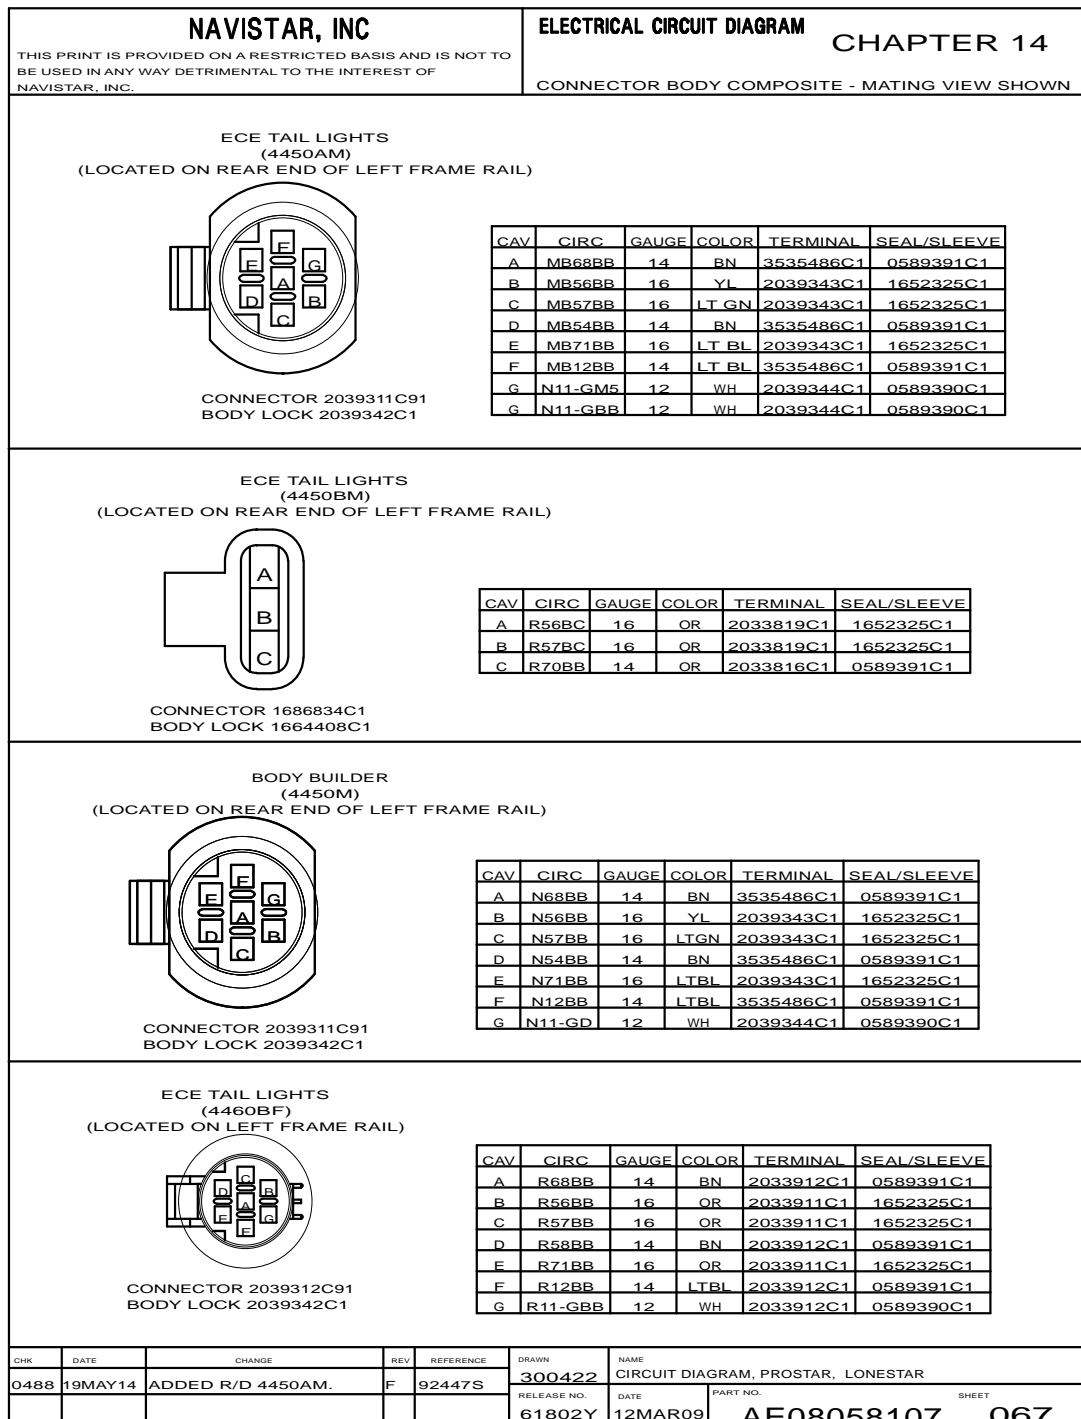 NAVISTAR, INC
THIS PRINT IS PROVIDED ON A RESTRICTED BASIS AND IS NOT TO
BE USED IN ANY WAY DETRIMENTAL TO THE INTEREST OF
NAVISTAR, INC.
ELECTRICAL CIRCUIT DIAGRAM
CHAPTER 14
CONNECTOR BODY COMPOSITE - MATING VIEW SHOWN
ECE TAIL LIGHTS
(4450AM)
(LOCATED ON REAR END OF LEFT FRAME RAIL)
F
E G
A
D B
C
CONNECTOR 2039311C91
BODY LOCK 2039342C1
CAV CIRC GAUGE COLOR TERMINAL SEAL/SLEEVE
A MB68BB 14 BN 3535486C1 0589391C1
B MB56BB 16 YL 2039343C1 1652325C1
C MB57BB 16 LT GN 2039343C1 1652325C1
D MB54BB 14 BN 3535486C1 0589391C1
E MB71BB 16 LT BL 2039343C1 1652325C1
F MB12BB 14 LT BL 3535486C1 0589391C1
G N11-GM5 12 WH 2039344C1 0589390C1
G N11-GBB 12 WH 2039344C1 0589390C1
ECE TAIL LIGHTS
(4450BM)
(LOCATED ON REAR END OF LEFT FRAME RAIL)
A
B
C
CONNECTOR 1686834C1
BODY LOCK 1664408C1
CAV CIRC GAUGE COLOR TERMINAL SEAL/SLEEVE
A R56BC 16 OR 2033819C1 1652325C1
B R57BC 16 OR 2033819C1 1652325C1
C R70BB 14 OR 2033816C1 0589391C1
BODY BUILDER
(4450M)
(LOCATED ON REAR END OF LEFT FRAME RAIL)
F
E G
A
D B
C
CONNECTOR 2039311C91
BODY LOCK 2039342C1
CAV CIRC GAUGE COLOR TERMINAL SEAL/SLEEVE
A N68BB 14 BN 3535486C1 0589391C1
B N56BB 16 YL 2039343C1 1652325C1
C N57BB 16 LTGN 2039343C1 1652325C1
D N54BB 14 BN 3535486C1 0589391C1
E N71BB 16 LTBL 2039343C1 1652325C1
F N12BB 14 LTBL 3535486C1 0589391C1
G N11-GD 12 WH 2039344C1 0589390C1
ECE TAIL LIGHTS
(4460BF)
(LOCATED ON LEFT FRAME RAIL)
C
D B
A
E G
F
CONNECTOR 2039312C91
BODY LOCK 2039342C1
CAV CIRC GAUGE COLOR TERMINAL SEAL/SLEEVE
A R68BB 14 BN 2033912C1 0589391C1
B R56BB 16 OR 2033911C1 1652325C1
C R57BB 16 OR 2033911C1 1652325C1
D R58BB 14 BN 2033912C1 0589391C1
E R71BB 16 OR 2033911C1 1652325C1
F R12BB 14 LTBL 2033912C1 0589391C1
G R11-GBB 12 WH 2033912C1 0589390C1
CHK DATE CHANGE REV REFERENCE
0488 19MAY14 ADDED R/D 4450AM. F 92447S
DRAWN
300422
NAME
CIRCUIT DIAGRAM, PROSTAR, LONESTAR
RELEASE NO.
61802Y
DATE
12MAR09
PART NO.
AE08058107
SHEET
067